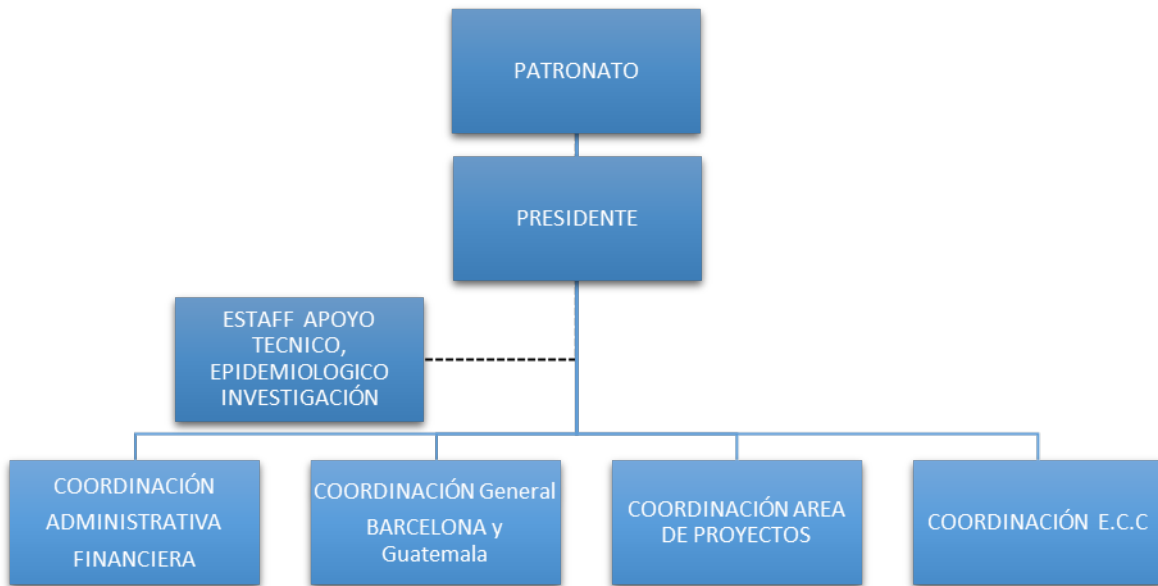 PATRONATO
PRESIDENTE
ESTAFF APOYO
TECNICO,
EPIDEMIOLOGICO
INVESTIGACIÓN
COORDINACIÓN
ADMINISTRATIVA
FINANCIERA
COORDINACIÓN General
BARCELONA y
Guatemala
COORDINACIÓN AREA
DE PROYECTOS
COORDINACIÓN E.C.C